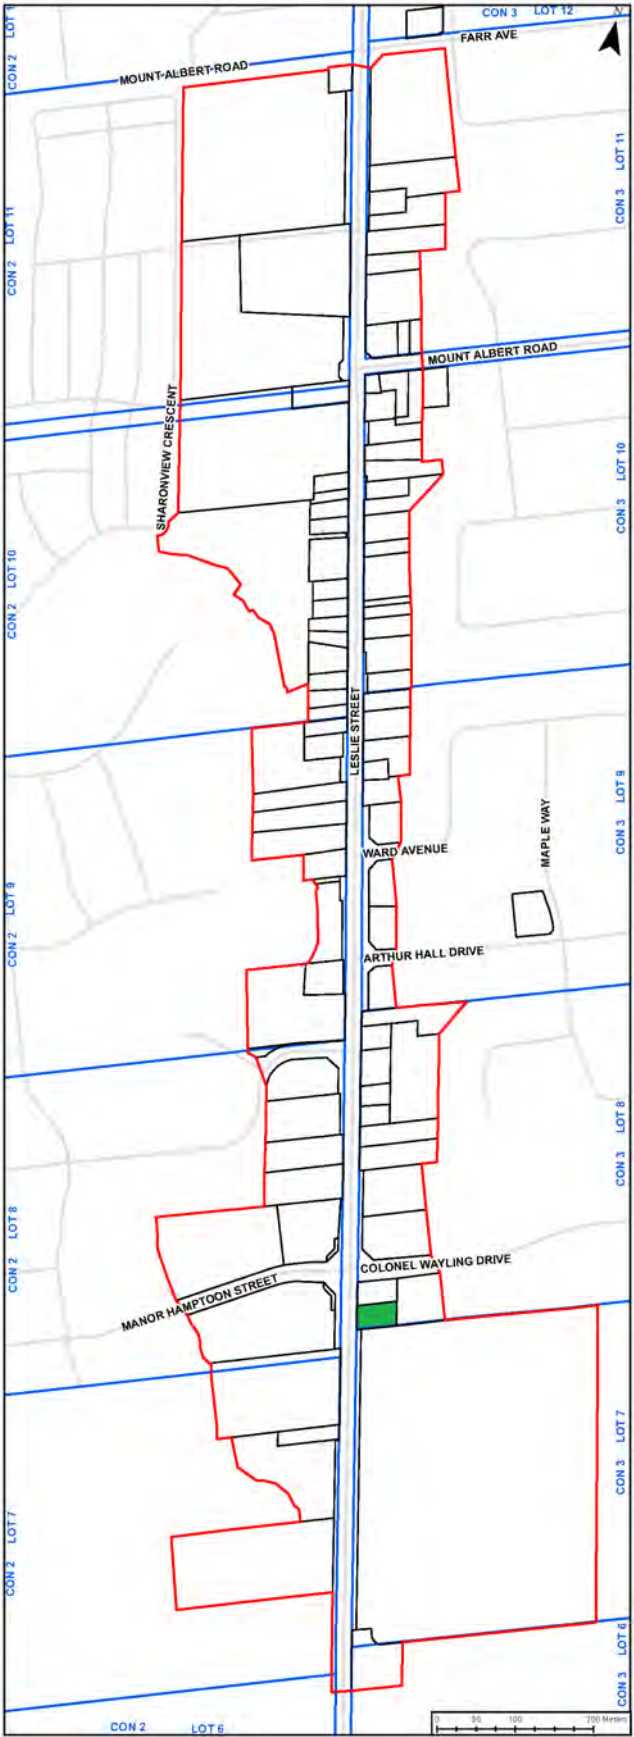 CON 3 LOT 12
N
FARR AVE
MOUNT ALBERT ROAD
CON 2 LOT 1
CON 3 LOT 11
CON 2 LOT 11
MOUNT ALBERT ROAD
SHARONVIEW CRESCENT
CON 3 LOT 10
CON 2 LOT 10
LESLIE STREET
CON 3 LOT 9
MAPLE WAY
WARD AVENUE
CON 2 LOT 9
ARTHUR HALL DRIVE
CON 3 LOT 8
CON 2 LOT 8
COLONEL WAYLING DRIVE
MANOR HAMPTOON STREET
CON 3 LOT 7
CON 2 LOT 7
CON 3 LOT 6
0 50 100 200 Meters
CON 2 LOT 6